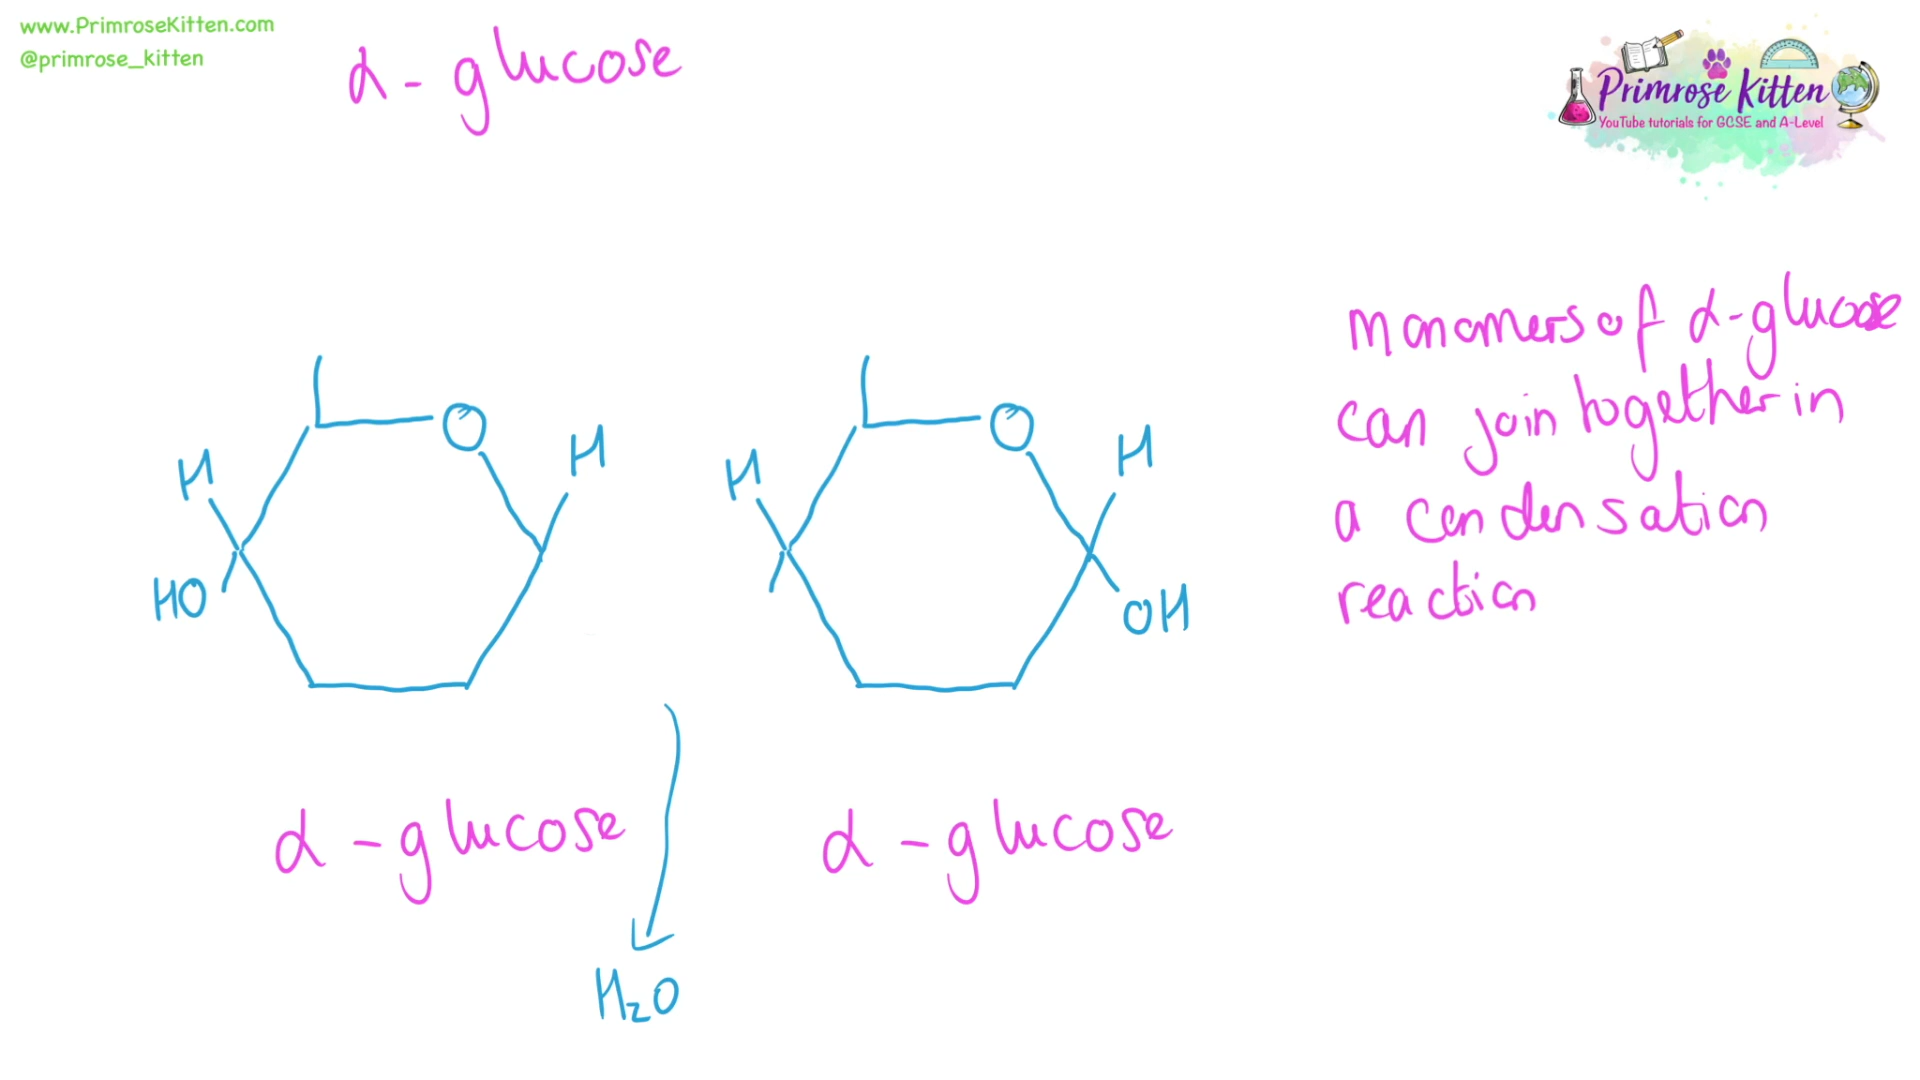 www.PrimroseKitten.com
@primrose_kitten
α - glucose
Primrose Kitten
YouTube tutorials for GCSE and A-Level
Monomers of α-glucose
can join together in
a condensation
reaction
O
H
H
HO
O
H
H
OH
α - glucose
α - glucose
H₂O